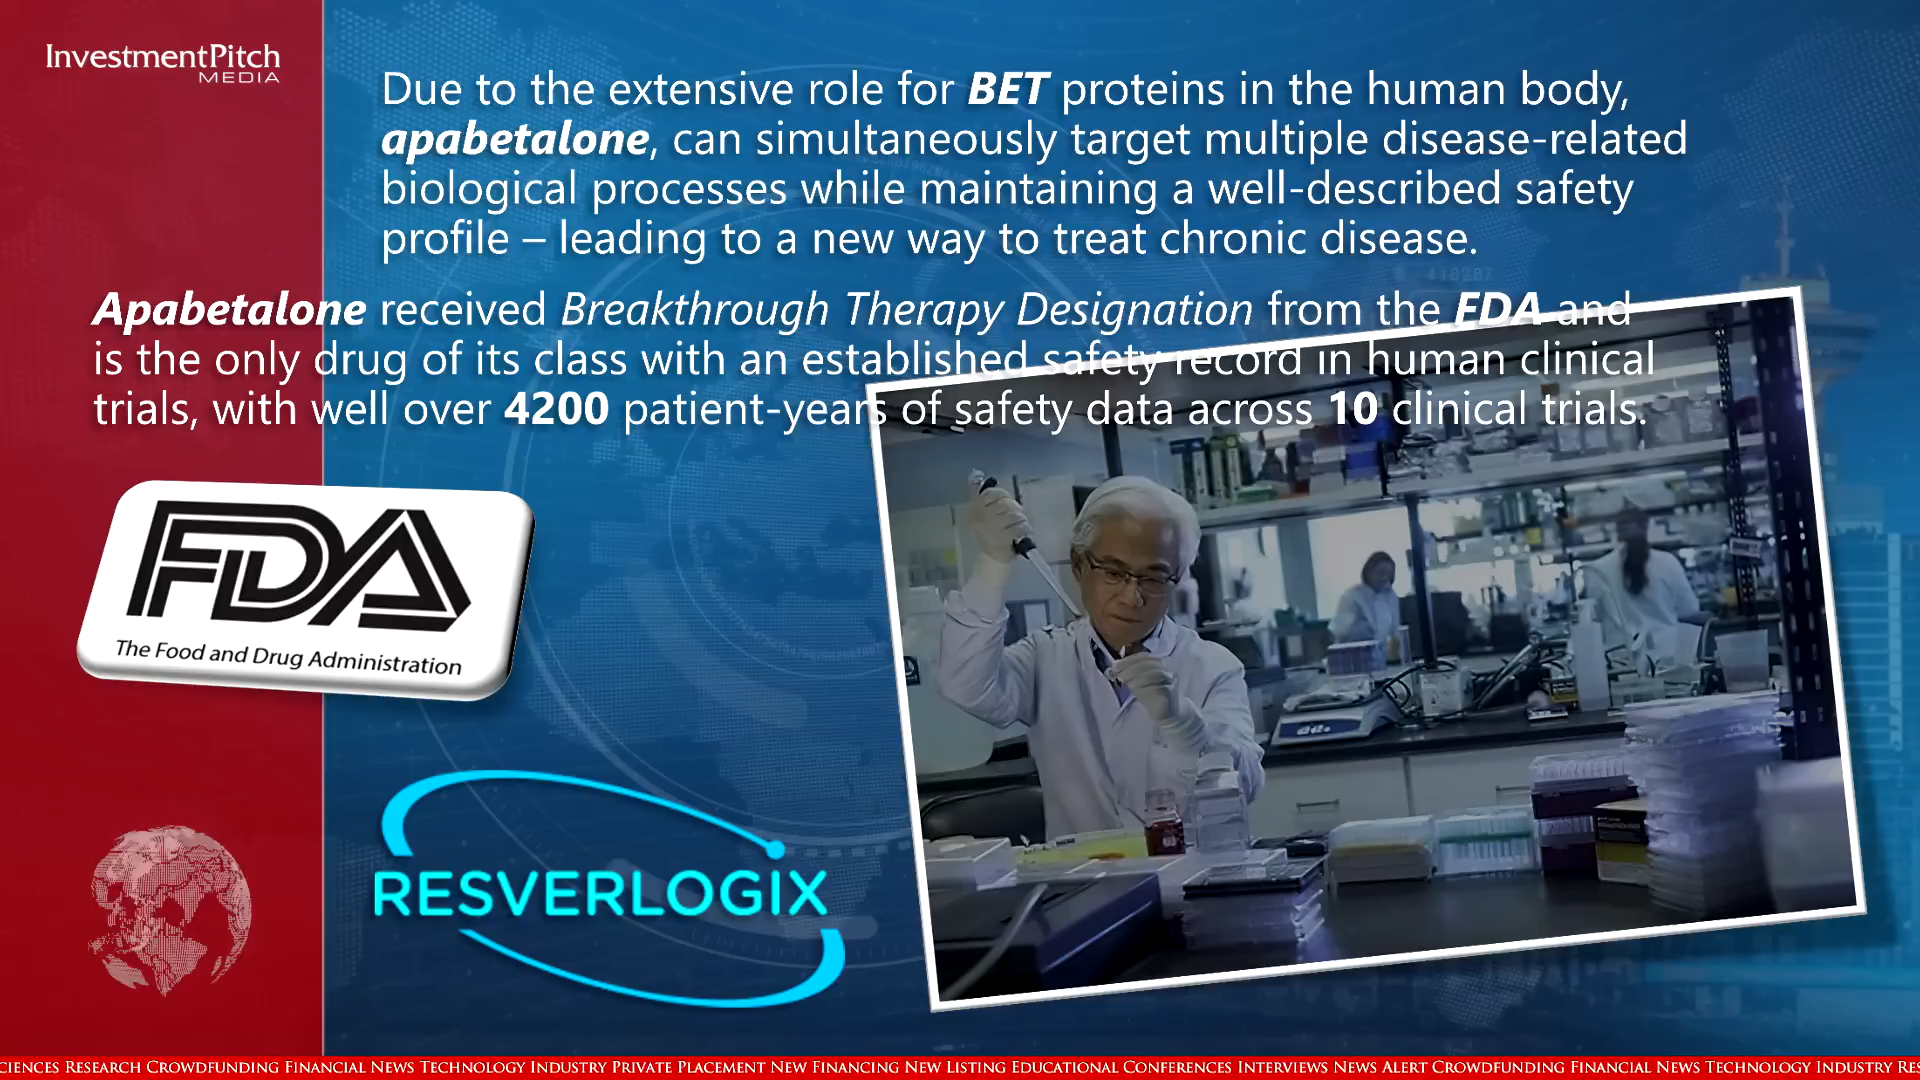 InvestmentPitch
MEDIA
Due to the extensive role for BET proteins in the human body,
apabetalone, can simultaneously target multiple disease-related
biological processes while maintaining a well-described safety
profile – leading to a new way to treat chronic disease.
Apabetalone received Breakthrough Therapy Designation from the FDA and
is the only drug of its class with an established safety record in human clinical
trials, with well over 4200 patient-years of safety data across 10 clinical trials.
FDA
The Food and Drug Administration
RESVERLOGIX
CIENCES RESEARCH CROWDFUNDING FINANCIAL NEWS TECHNOLOGY INDUSTRY PRIVATE PLACEMENT NEW FINANCING NEW LISTING EDUCATIONAL CONFERENCES INTERVIEWS NEWS ALERT CROWDFUNDING FINANCIAL NEWS TECHNOLOGY INDUSTRY RES